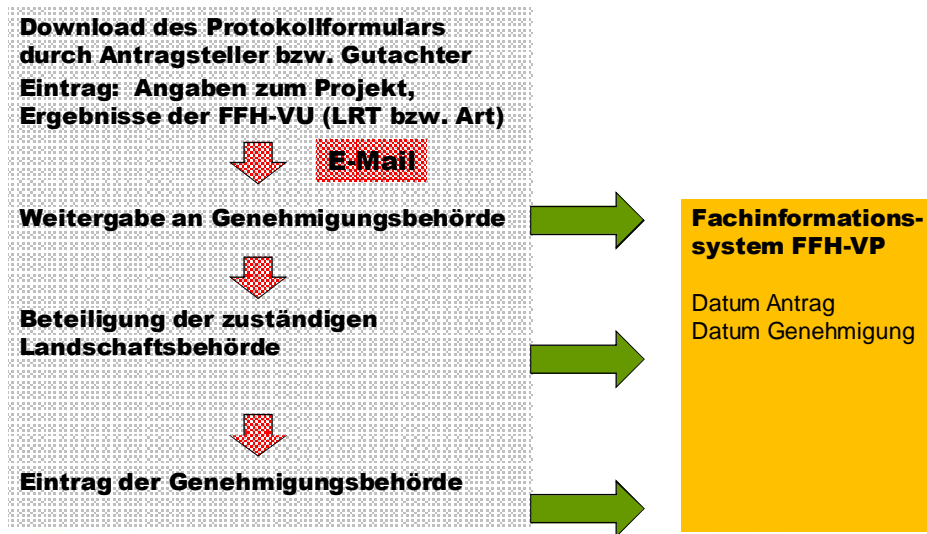 Download des Protokollformulars
durch Antragsteller bzw. Gutachter
Eintrag: Angaben zum Projekt,
Ergebnisse der FFH-VU (LRT bzw. Art)
E-Mail
Weitergabe an Genehmigungsbehörde
Beteiligung der zuständigen
Landschaftsbehörde
Eintrag der Genehmigungsbehörde
Fachinformations-
system FFH-VP
Datum Antrag
Datum Genehmigung